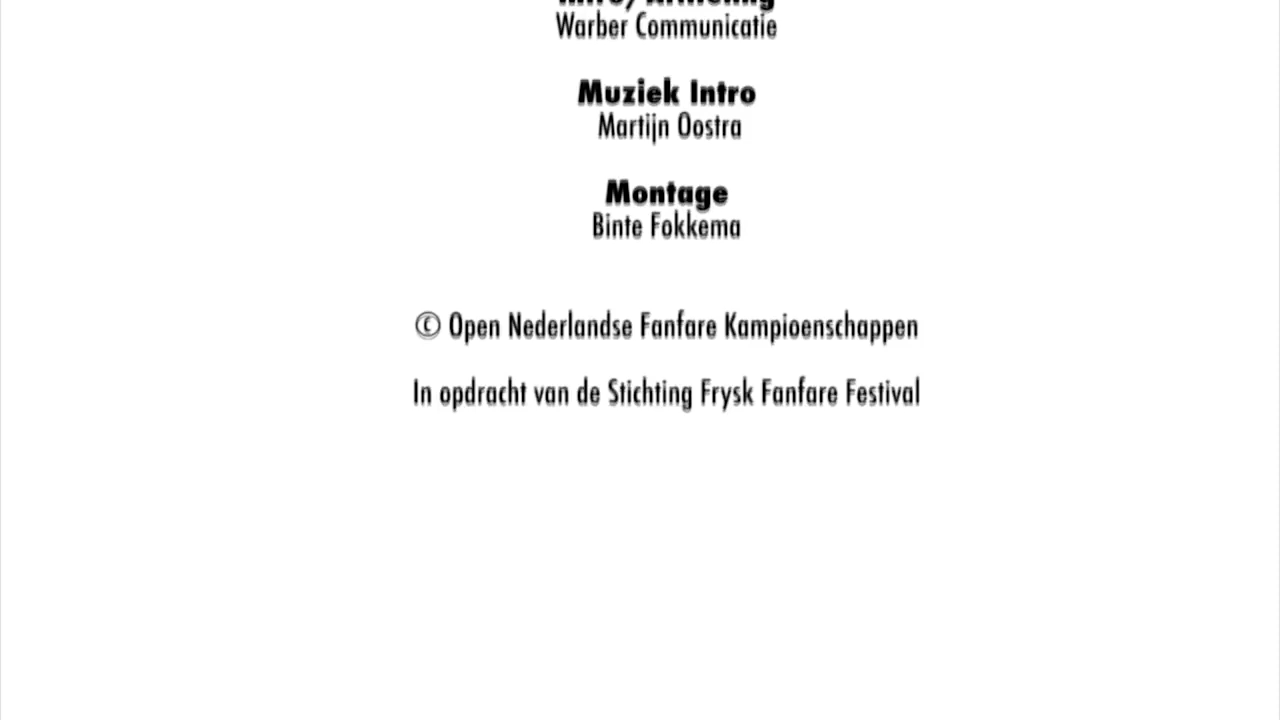 Warber Communicatie
Muziek Intro
Martijn Oostra
Montage
Binte Fokkema
© Open Nederlandse Fanfare Kampioenschappen
In opdracht van de Stichting Frysk Fanfare Festival